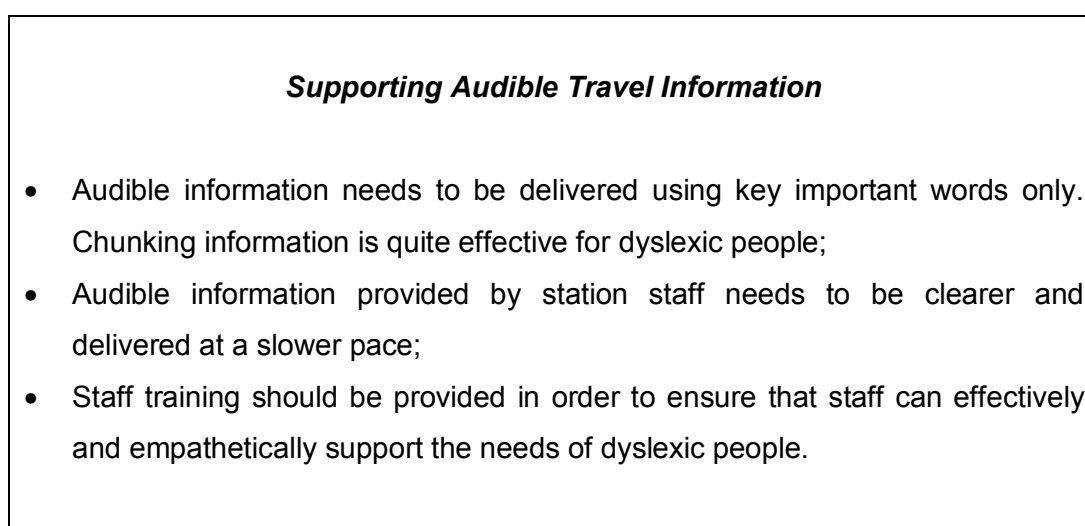 Supporting Audible Travel Information
• Audible information needs to be delivered using key important words only.
Chunking information is quite effective for dyslexic people;
• Audible information provided by station staff needs to be clearer and
delivered at a slower pace;
• Staff training should be provided in order to ensure that staff can effectively
and empathetically support the needs of dyslexic people.